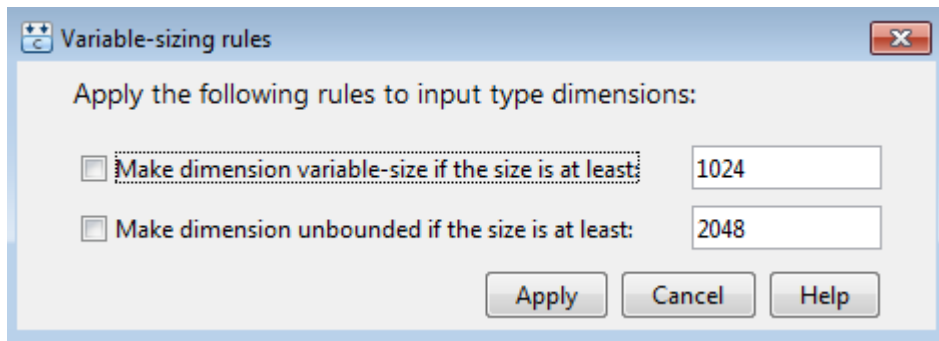 C
Variable-sizing rules
Apply the following rules to input type dimensions:
Make dimension variable-size if the size is at least: 1024
Make dimension unbounded if the size is at least: 2048
Apply Cancel Help